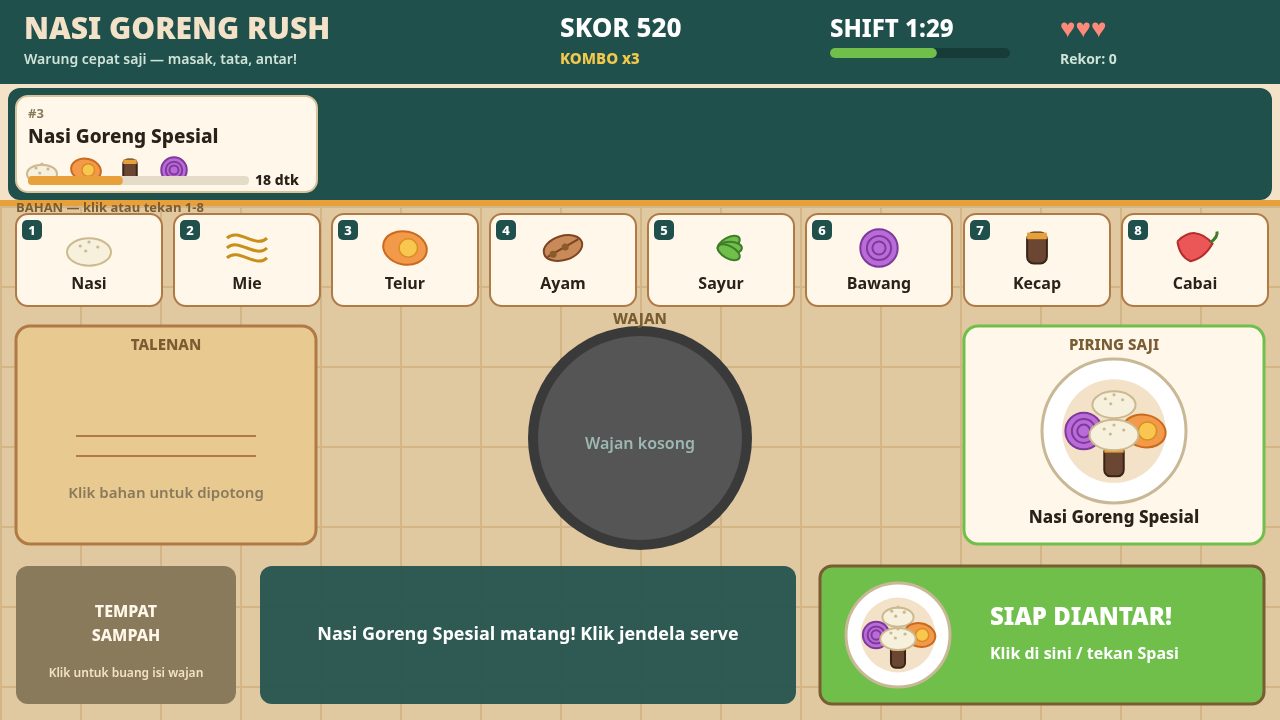 NASI GORENG RUSH
Warung cepat saji — masak, tata, antar!
SKOR 520
KOMBO x3
SHIFT 1:29
♥♥♥
Rekor: 0
#3
Nasi Goreng Spesial
18 dtk
BAHAN — klik atau tekan 1-8
1
Nasi
2
Mie
3
Telur
4
Ayam
5
Sayur
6
Bawang
7
Kecap
8
Cabai
TALENAN
Klik bahan untuk dipotong
WAJAN
Wajan kosong
PIRING SAJI
Nasi Goreng Spesial
TEMPAT
SAMPAH
Klik untuk buang isi wajan
Nasi Goreng Spesial matang! Klik jendela serve
SIAP DIANTAR!
Klik di sini / tekan Spasi